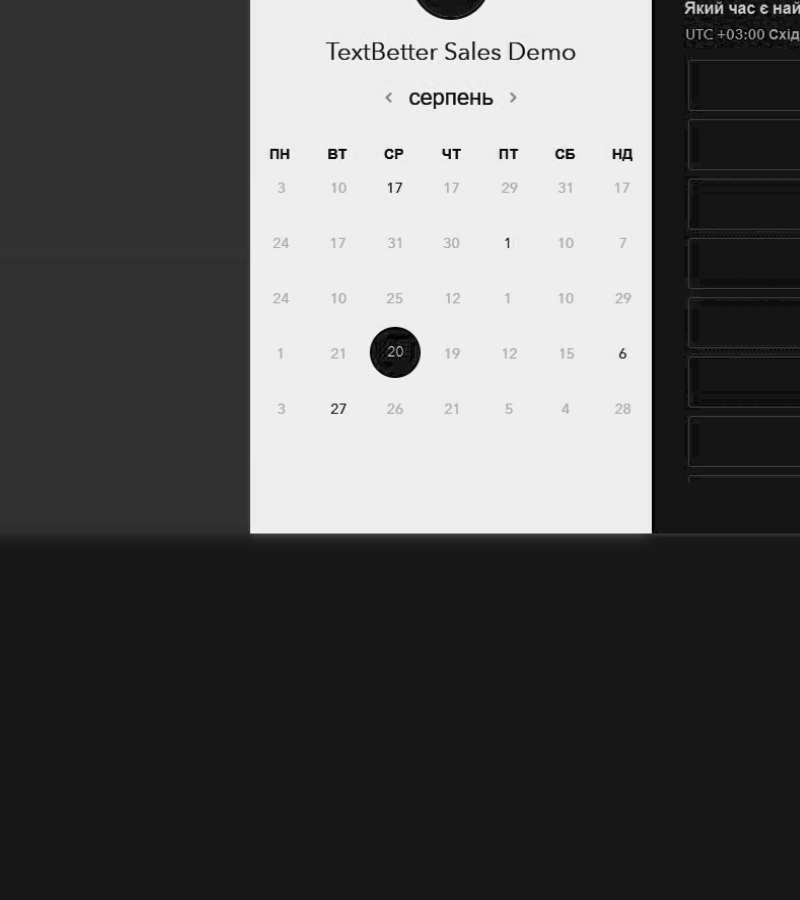 TextBetter Sales Demo
‹ серпень ›
ПН ВТ СР ЧТ ПТ СБ НД
3 10 17 17 29 31 17
24 17 31 30 1 10 7
24 10 25 12 1 10 29
1 21 20 19 12 15 6
3 27 26 21 5 4 28
Який час є най
UTC +03:00 Схід